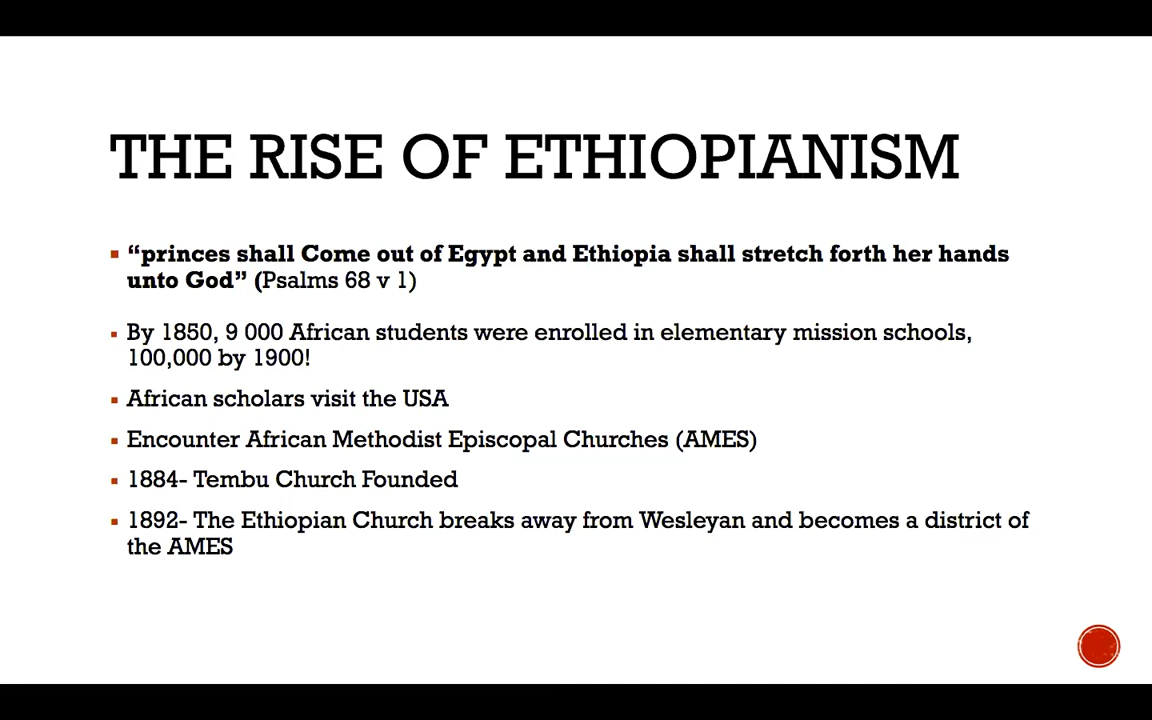 THE RISE OF ETHIOPIANISM
“princes shall Come out of Egypt and Ethiopia shall stretch forth her hands
unto God” (Psalms 68 v 1)
By 1850, 9 000 African students were enrolled in elementary mission schools,
100,000 by 1900!
African scholars visit the USA
Encounter African Methodist Episcopal Churches (AMES)
1884- Tembu Church Founded
1892- The Ethiopian Church breaks away from Wesleyan and becomes a district of
the AMES